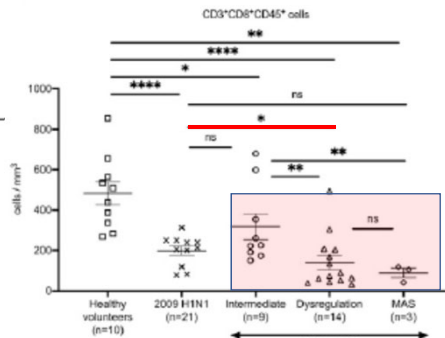 CD3⁺CD8⁺CD45⁺ cells
**
****
*
****
ns
*
ns
**
**
ns
cells / mm³
1000
800
600
400
200
0
Healthy volunteers (n=10)
2009 H1N1 (n=21)
Intermediate (n=9)
Dysregulation (n=14)
MAS (n=3)